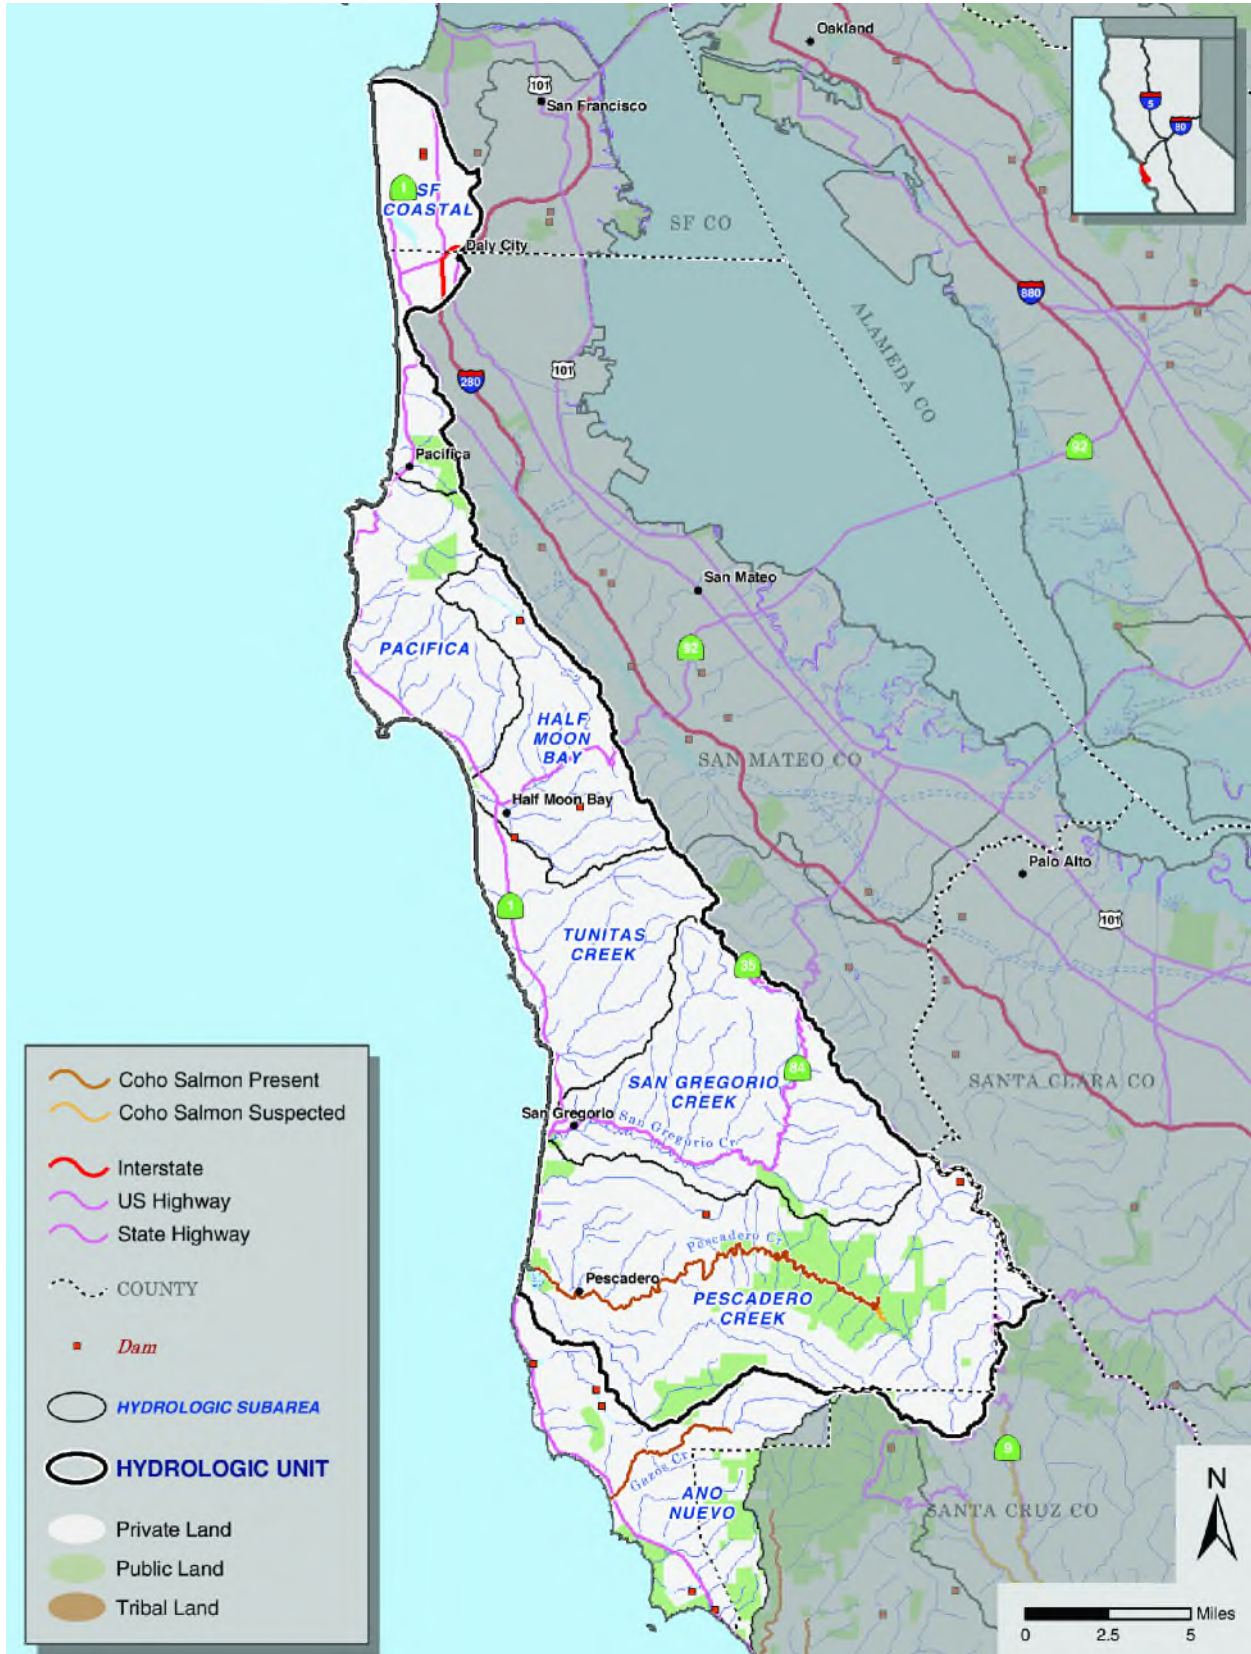 Oakland
101
San Francisco
5
80
1
SF
COASTAL
SF CO
Daly City
880
ALAMEDA CO
101
280
92
Pacifica
San Mateo
92
PACIFICA
HALF
MOON
BAY
SAN MATEO CO
Half Moon Bay
Palo Alto
1
101
TUNITAS
CREEK
35
84
SAN GREGORIO
CREEK
SANTA CLARA CO
San Gregorio
San Gregorio Cr.
Pescadero Cr.
Pescadero
PESCADERO
CREEK
Gazos Cr.
9
ANO
NUEVO
SANTA CRUZ CO
Coho Salmon Present
Coho Salmon Suspected
Interstate
US Highway
State Highway
COUNTY
Dam
HYDROLOGIC SUBAREA
HYDROLOGIC UNIT
Private Land
Public Land
Tribal Land
N
Miles
0 2.5 5